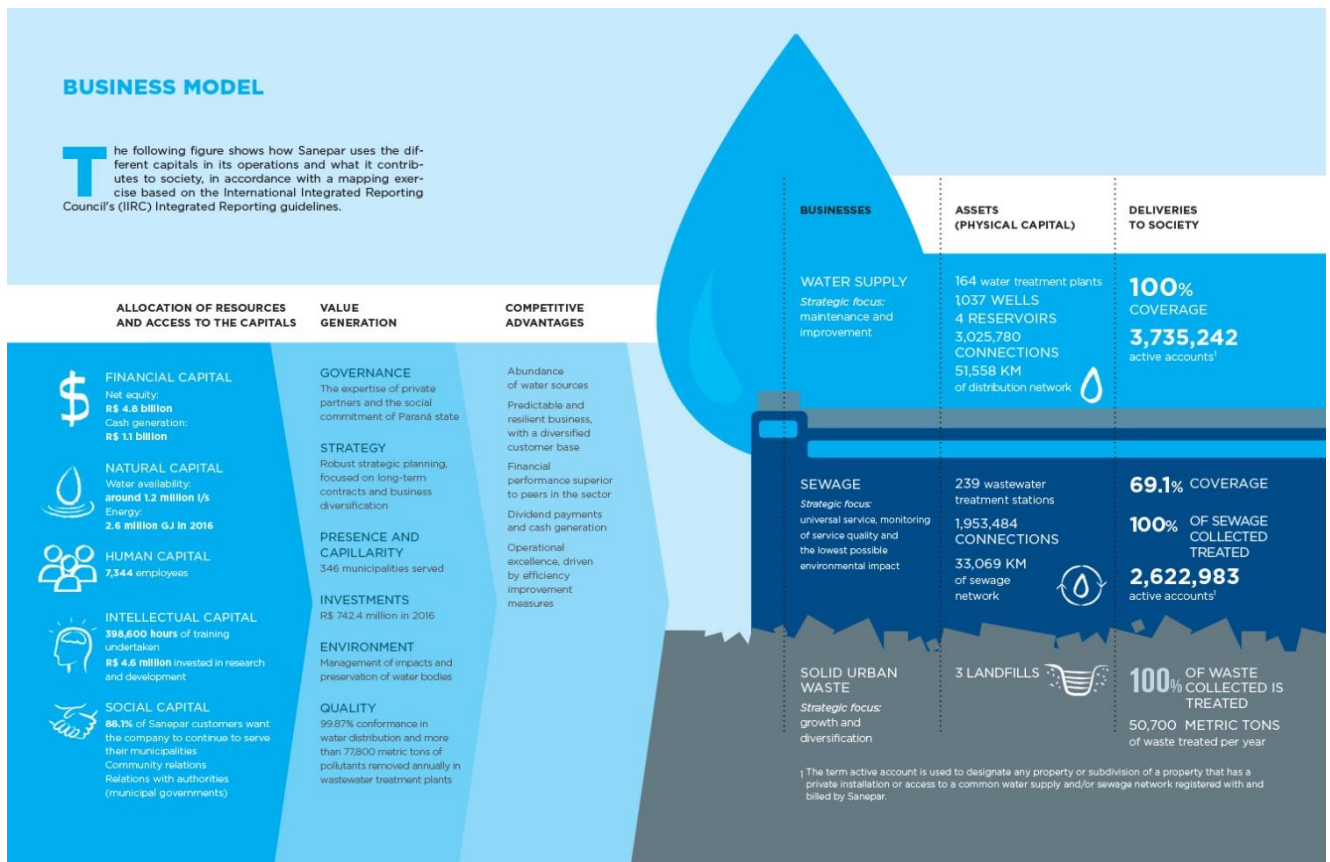 BUSINESS MODEL
The following figure shows how Sanepar uses the dif-
ferent capitals in its operations and what it contrib-
utes to society, in accordance with a mapping exer-
cise based on the International Integrated Reporting
Council's (IIRC) Integrated Reporting guidelines.
ALLOCATION OF RESOURCES
AND ACCESS TO THE CAPITALS
FINANCIAL CAPITAL
Net equity:
R$ 4.8 billion
Cash generation:
R$ 1.1 billion
NATURAL CAPITAL
Water availability:
around 1.2 million l/s
Energy:
2.6 million GJ in 2016
HUMAN CAPITAL
7,344 employees
INTELLECTUAL CAPITAL
398,600 hours of training
undertaken
R$ 4.6 million invested in research
and development
SOCIAL CAPITAL
88.1% of Sanepar customers want
the company to continue to serve
their municipalities
Community relations
Relations with authorities
(municipal governments)
VALUE
GENERATION
GOVERNANCE
The expertise of private
partners and the social
commitment of Paraná state
STRATEGY
Robust strategic planning,
focused on long-term
contracts and business
diversification
PRESENCE AND
CAPILLARITY
346 municipalities served
INVESTMENTS
R$ 742.4 million in 2016
ENVIRONMENT
Management of impacts and
preservation of water bodies
QUALITY
99.87% conformance in
water distribution and more
than 77,800 metric tons of
pollutants removed annually in
wastewater treatment plants
COMPETITIVE
ADVANTAGES
Abundance
of water sources
Predictable and
resilient business,
with a diversified
customer base
Financial
performance superior
to peers in the sector
Dividend payments
and cash generation
Operational
excellence, driven
by efficiency
improvement
measures
BUSINESSES
ASSETS
(PHYSICAL CAPITAL)
DELIVERIES
TO SOCIETY
WATER SUPPLY
Strategic focus:
maintenance and
improvement
164 water treatment plants
1,037 WELLS
4 RESERVOIRS
3,025,780
CONNECTIONS
51,558 KM
of distribution network
100%
COVERAGE
3,735,242
active accounts¹
SEWAGE
Strategic focus:
universal service, monitoring
of service quality and
the lowest possible
environmental impact
239 wastewater
treatment stations
1,953,484
CONNECTIONS
33,069 KM
of sewage
network
69.1% COVERAGE
100% OF SEWAGE
COLLECTED
TREATED
2,622,983
active accounts¹
SOLID URBAN
WASTE
Strategic focus:
growth and
diversification
3 LANDFILLS
100% OF WASTE
COLLECTED IS
TREATED
50,700 METRIC TONS
of waste treated per year
1 The term active account is used to designate any property or subdivision of a property that has a
private installation or access to a common water supply and/or sewage network registered with and
billed by Sanepar.